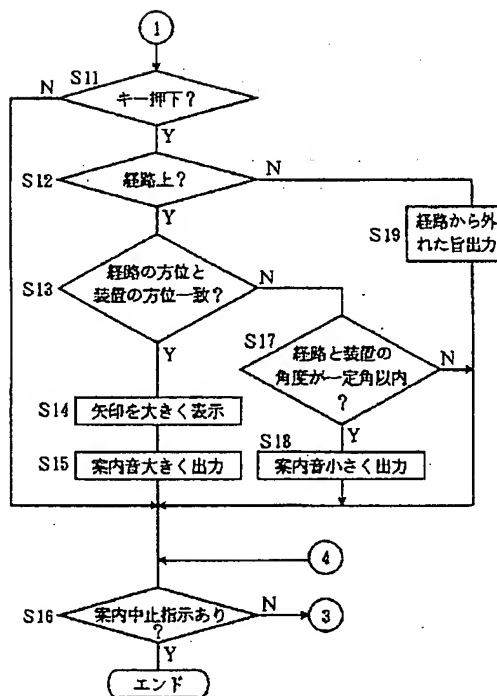 1
S11
N
キー押下?
Y
S12
経路上?
N
Y
S19
経路から外
れた旨出力
S13
経路の方位と
装置の方位一致?
N
Y
S17
経路と装置の
角度が一定角以内
?
N
Y
S14
矢印を大きく表示
S18
S15
案内音大きく出力
案内音小さく出力
4
S16
案内中止指示あり
?
N
3
Y
エンド